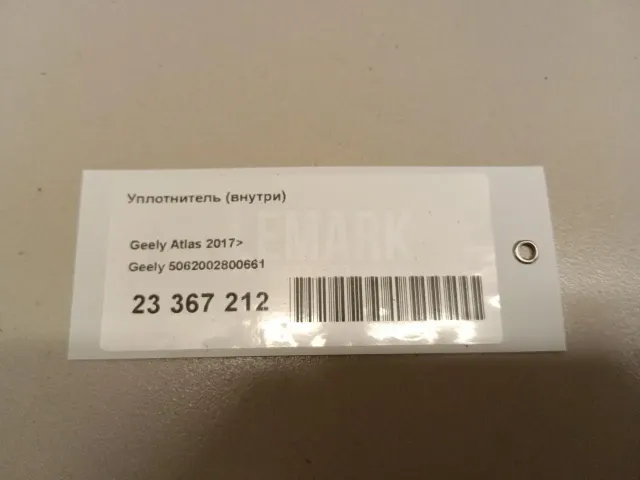 Уплотнитель (внутри)
EMARK
Geely Atlas 2017>
Geely 5062002800661
23 367 212